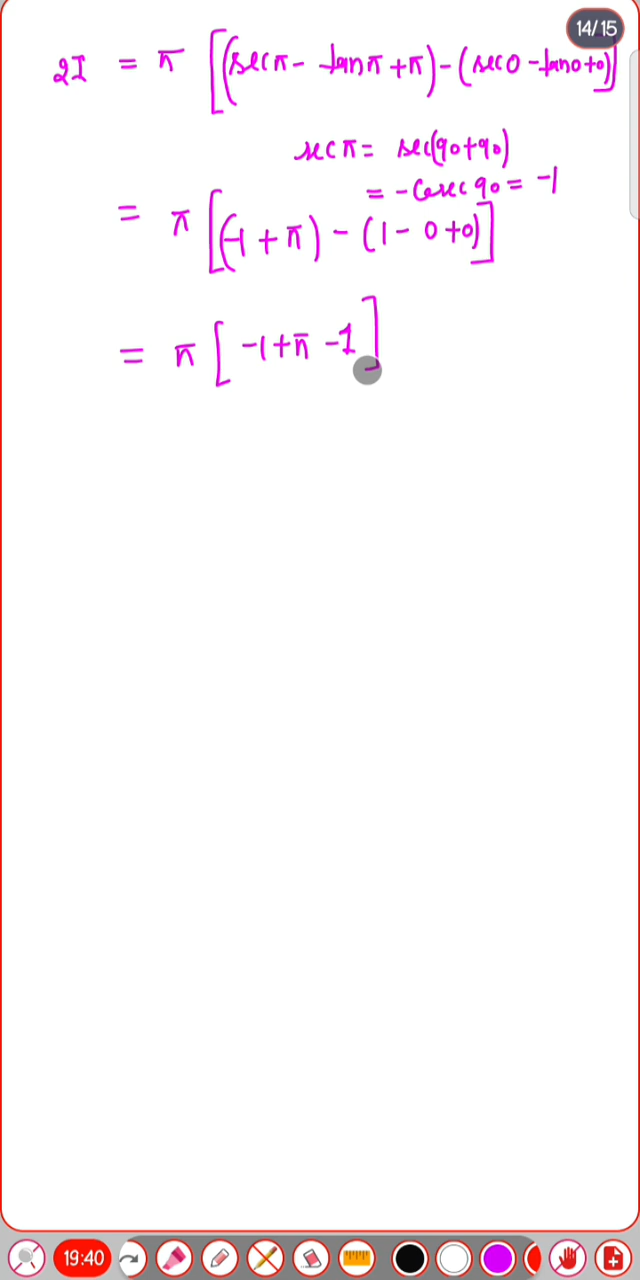 14/15
2I = π [(secπ - tanπ + π) - (sec0 - tan0 + 0)]
secπ = sec(90+90)
= - Cosec 90 = -1
= π [(-1 + π) - (1 - 0 + 0)]
= π [-1 + π - 1]
19:40